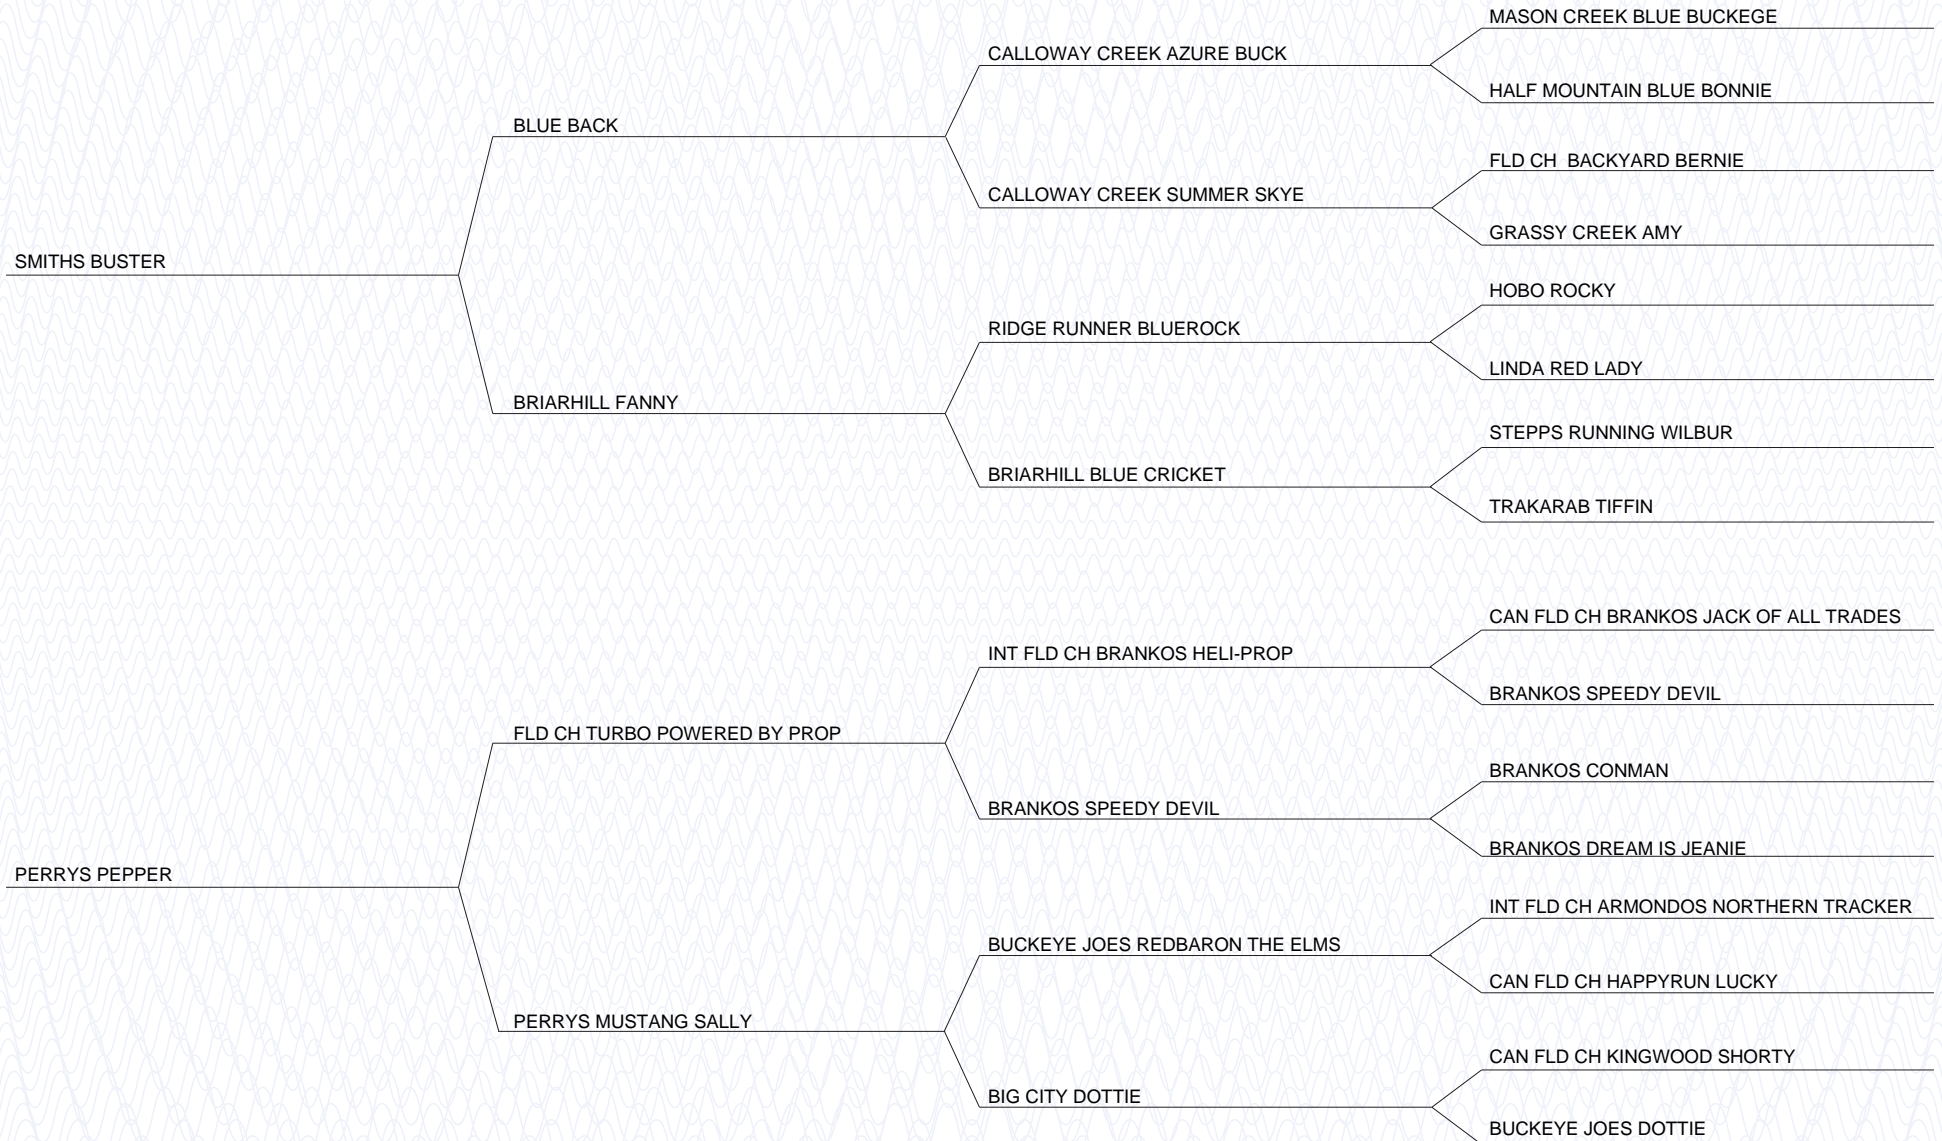 MASON CREEK BLUE BUCKEGE
CALLOWAY CREEK AZURE BUCK
HALF MOUNTAIN BLUE BONNIE
BLUE BACK
FLD CH  BACKYARD BERNIE
CALLOWAY CREEK SUMMER SKYE
GRASSY CREEK AMY
SMITHS BUSTER
HOBO ROCKY
RIDGE RUNNER BLUEROCK
LINDA RED LADY
BRIARHILL FANNY
STEPPS RUNNING WILBUR
BRIARHILL BLUE CRICKET
TRAKARAB TIFFIN
CAN FLD CH BRANKOS JACK OF ALL TRADES
INT FLD CH BRANKOS HELI-PROP
BRANKOS SPEEDY DEVIL
FLD CH TURBO POWERED BY PROP
BRANKOS CONMAN
BRANKOS SPEEDY DEVIL
BRANKOS DREAM IS JEANIE
PERRYS PEPPER
INT FLD CH ARMONDOS NORTHERN TRACKER
BUCKEYE JOES REDBARON THE ELMS
CAN FLD CH HAPPYRUN LUCKY
PERRYS MUSTANG SALLY
CAN FLD CH KINGWOOD SHORTY
BIG CITY DOTTIE
BUCKEYE JOES DOTTIE